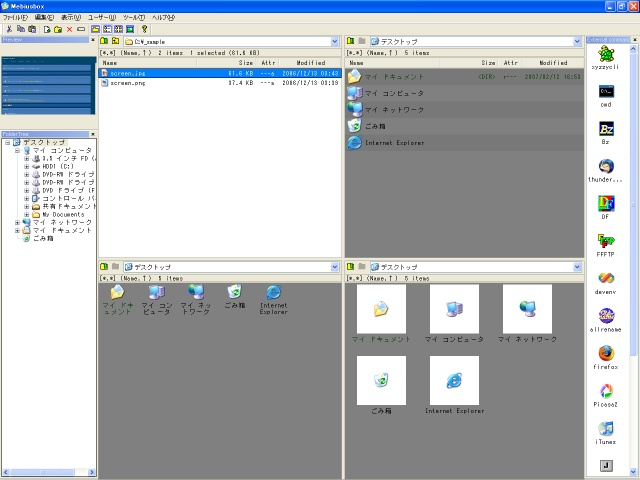 Mebiusbox
ファイル(F) 編集(E) 表示(V) ユーザー(U) ツール(T) ヘルプ(H)
Preview
FolderTree
デスクトップ
マイ コンピュータ
3.5 インチ FD (
HDD1 (C:)
DVD-RW ドライブ
DVD-RW ドライブ
DVD ドライブ (F
コントロール パ
共有ドキュメント
My Documents
マイ ネットワーク
マイ ドキュメント
ごみ箱
C:¥_sample
[*.*] (Name,↑) 2 items 1 selected (61.6 KB)
Name Size Attr Modified
screen.jpg 61.6 KB ---a 2006/12/13 03:43
screen.png 37.4 KB ---a 2006/12/13 03:39
デスクトップ
[*.*] (Name,↑) 5 items
Name Size Attr Modified
マイ ドキュメント <DIR> r--- 2007/02/12 16:50
マイ コンピュータ
マイ ネットワーク
ごみ箱
Internet Explorer
デスクトップ
[*.*] (Name,↑) 5 items
マイ ドキュメント
マイ コンピュータ
マイ ネットワーク
ごみ箱
Internet Explorer
デスクトップ
[*.*] (Name,↑) 5 items
マイ ドキュメント
マイ コンピュータ
マイ ネットワーク
ごみ箱
Internet Explorer
syzzycli
cmd
Bz
thunder...
DF
FFFTP
devenv
allrename
firefox
Picasa2
iTunes